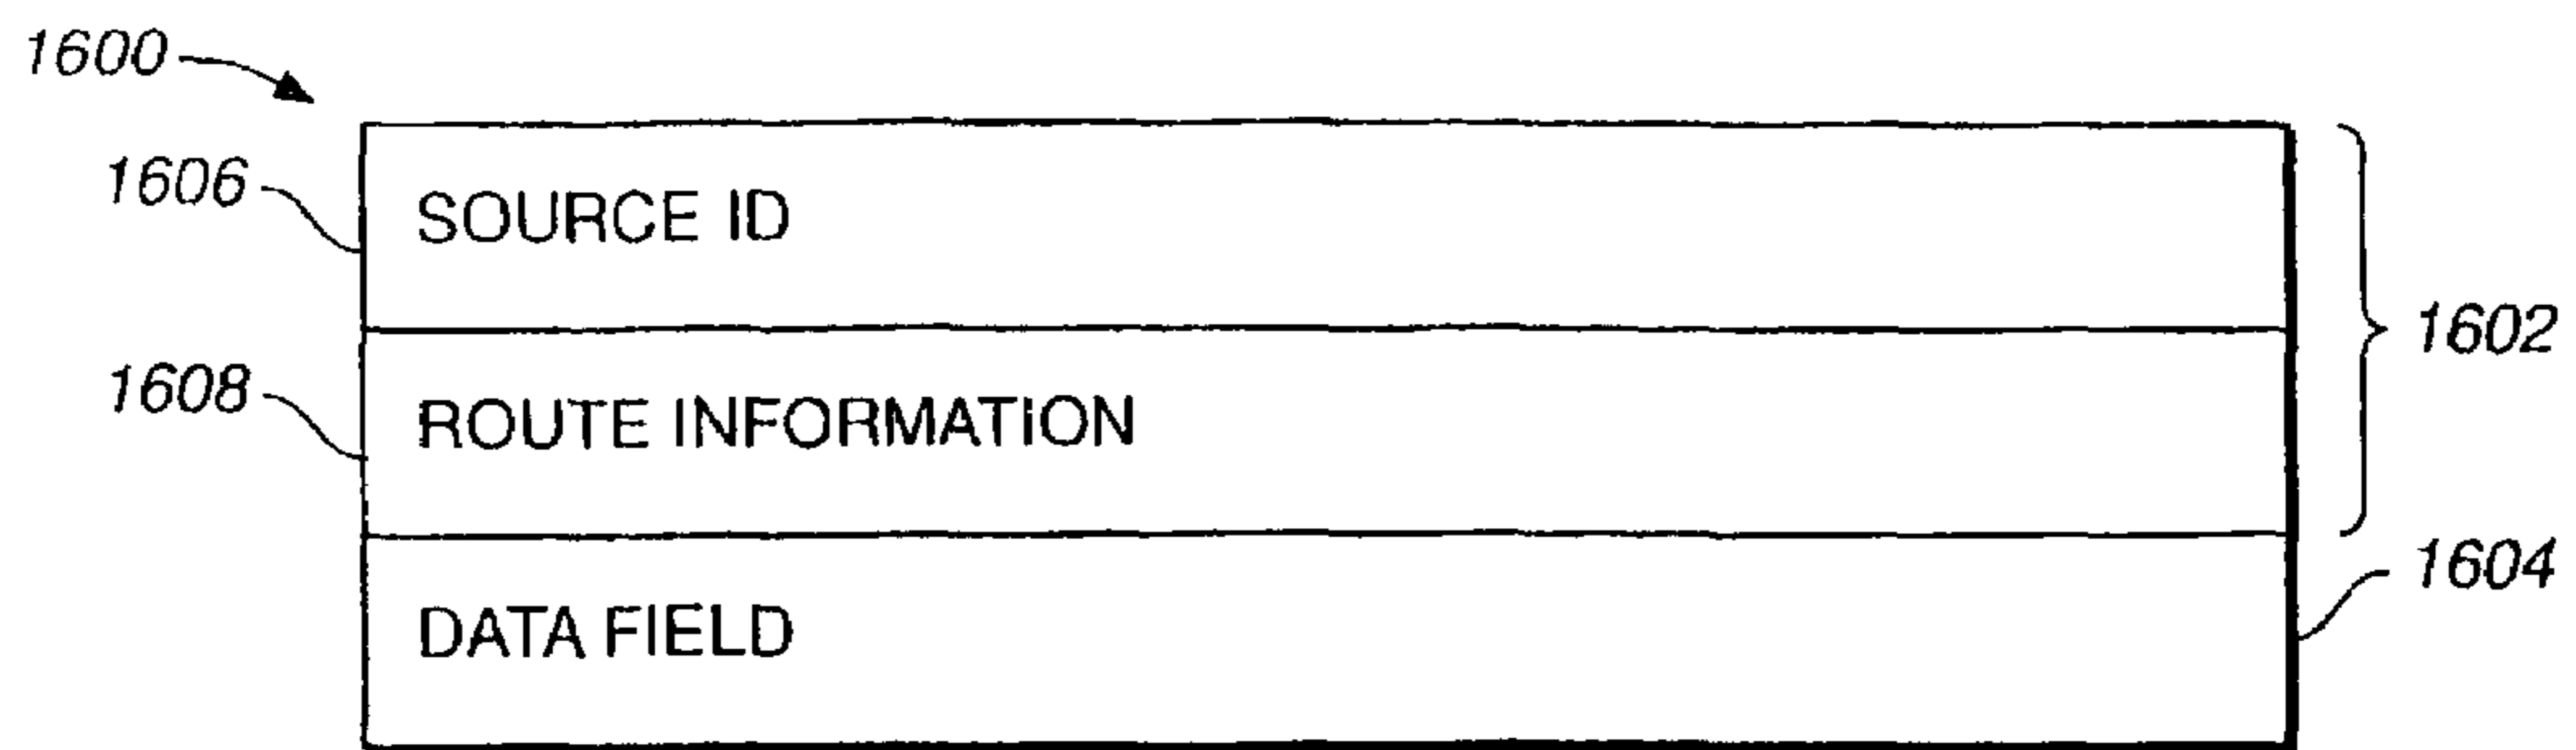 1600
1606
SOURCE ID
1602
1608
ROUTE INFORMATION
1604
DATA FIELD